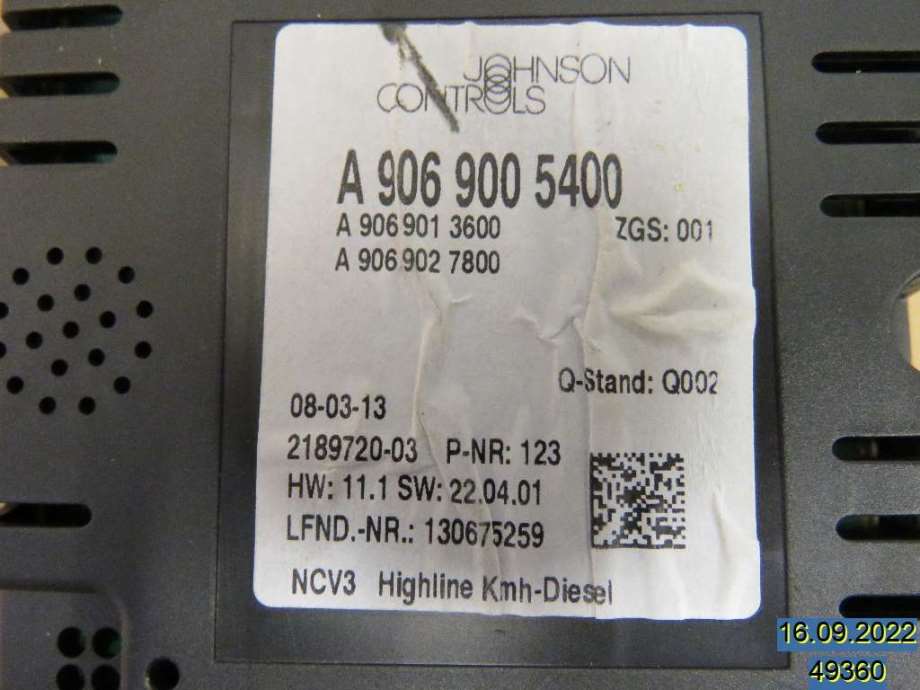 JOHNSON
CONTROLS
A 906 900 5400
A 906 901 3600 ZGS: 001
A 906 902 7800
Q-Stand: Q002
08-03-13
2189720-03 P-NR: 123
HW: 11.1 SW: 22.04.01
LFND.-NR.: 130675259
NCV3 Highline Kmh-Diesel
16.09.2022
49360